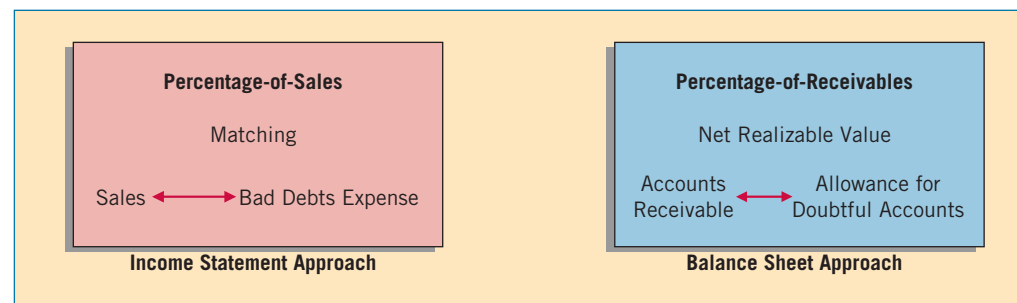 Percentage-of-Sales
Matching
Sales
Bad Debts Expense
Income Statement Approach
Percentage-of-Receivables
Net Realizable Value
Accounts
Receivable
Allowance for
Doubtful Accounts
Balance Sheet Approach